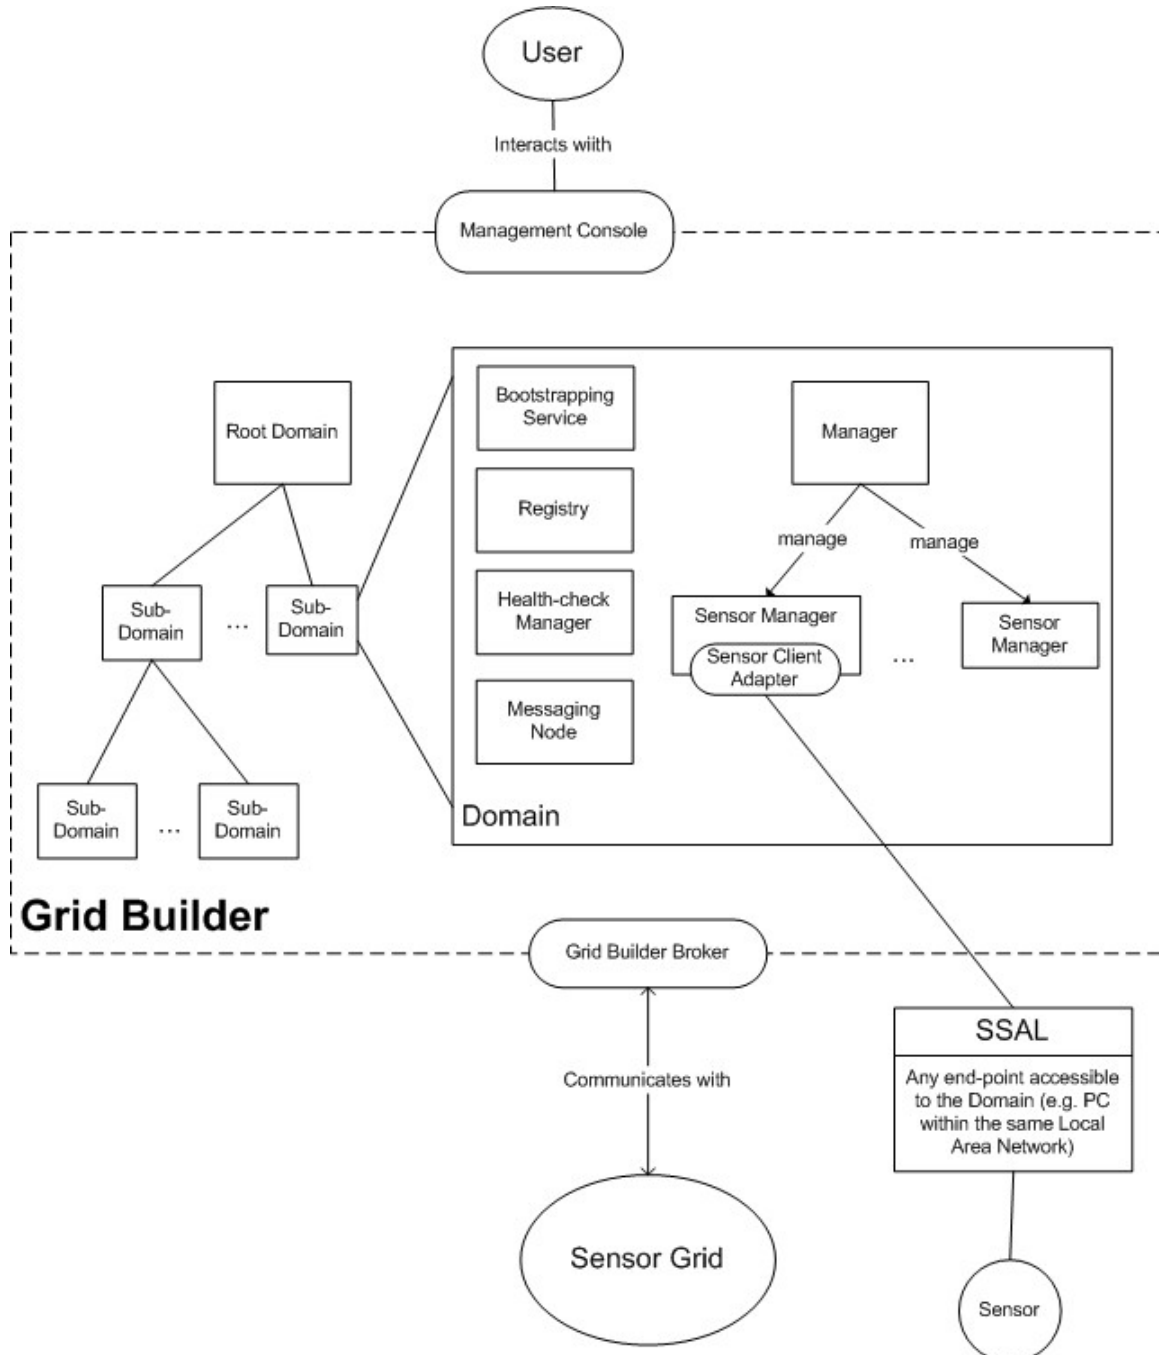 User
Interacts wiith
Management Console
Root Domain
Sub-
Domain
...
Sub-
Domain
Sub-
Domain
...
Sub-
Domain
Bootstrapping
Service
Registry
Health-check
Manager
Messaging
Node
Domain
Manager
manage
manage
Sensor Manager
Sensor Client
Adapter
...
Sensor
Manager
Grid Builder
Grid Builder Broker
Communicates with
Sensor Grid
SSAL
Any end-point accessible
to the Domain (e.g. PC
within the same Local
Area Network)
Sensor